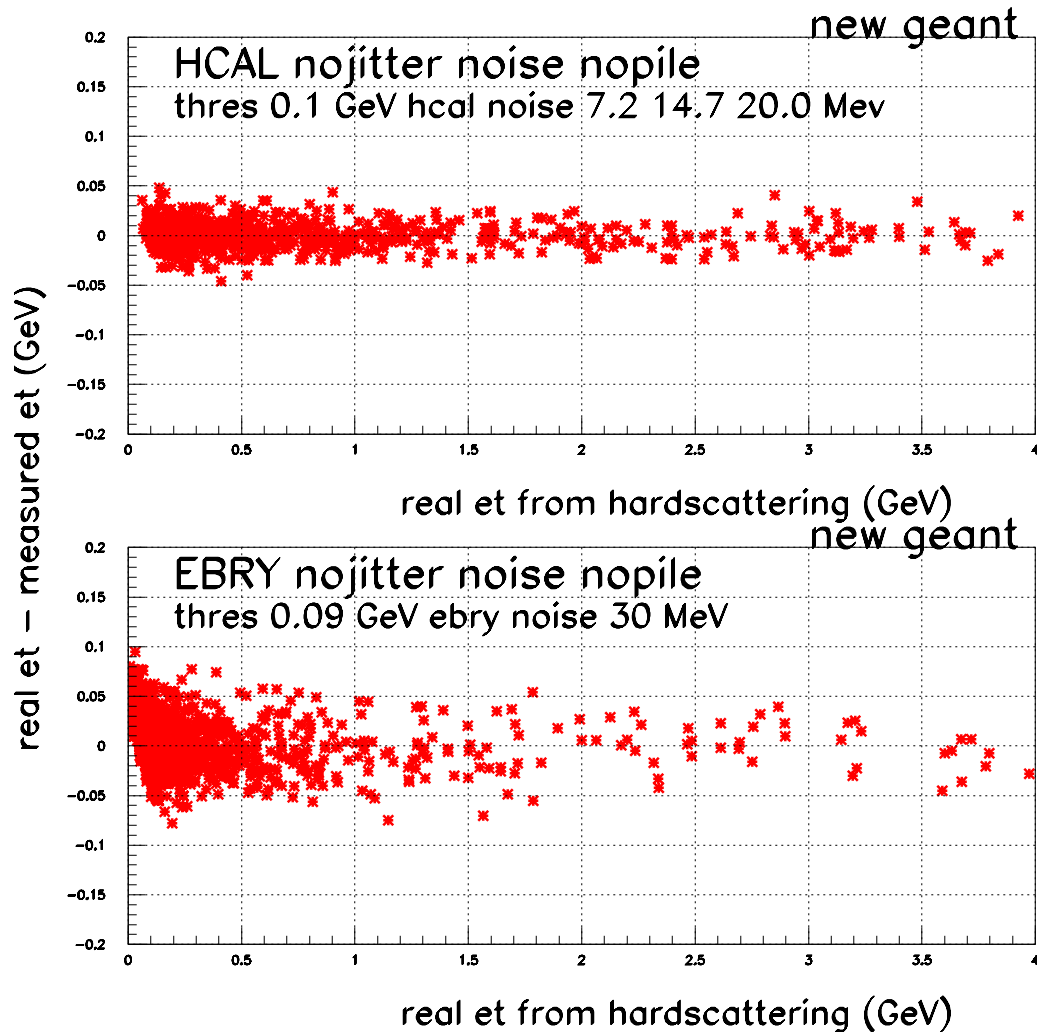 new geant
0.2
HCAL nojitter noise nopile
0.15
thres 0.1 GeV hcal noise 7.2 14.7 20.0 Mev
0.1
0.05
0
-0.05
-0.1
-0.15
-0.2
0 0.5 1 1.5 2 2.5 3 3.5 4
real et from hardscattering (GeV)
real et - measured et (GeV)
new geant
0.2
EBRY nojitter noise nopile
0.15
thres 0.09 GeV ebry noise 30 MeV
0.1
0.05
0
-0.05
-0.1
-0.15
-0.2
0 0.5 1 1.5 2 2.5 3 3.5 4
real et from hardscattering (GeV)